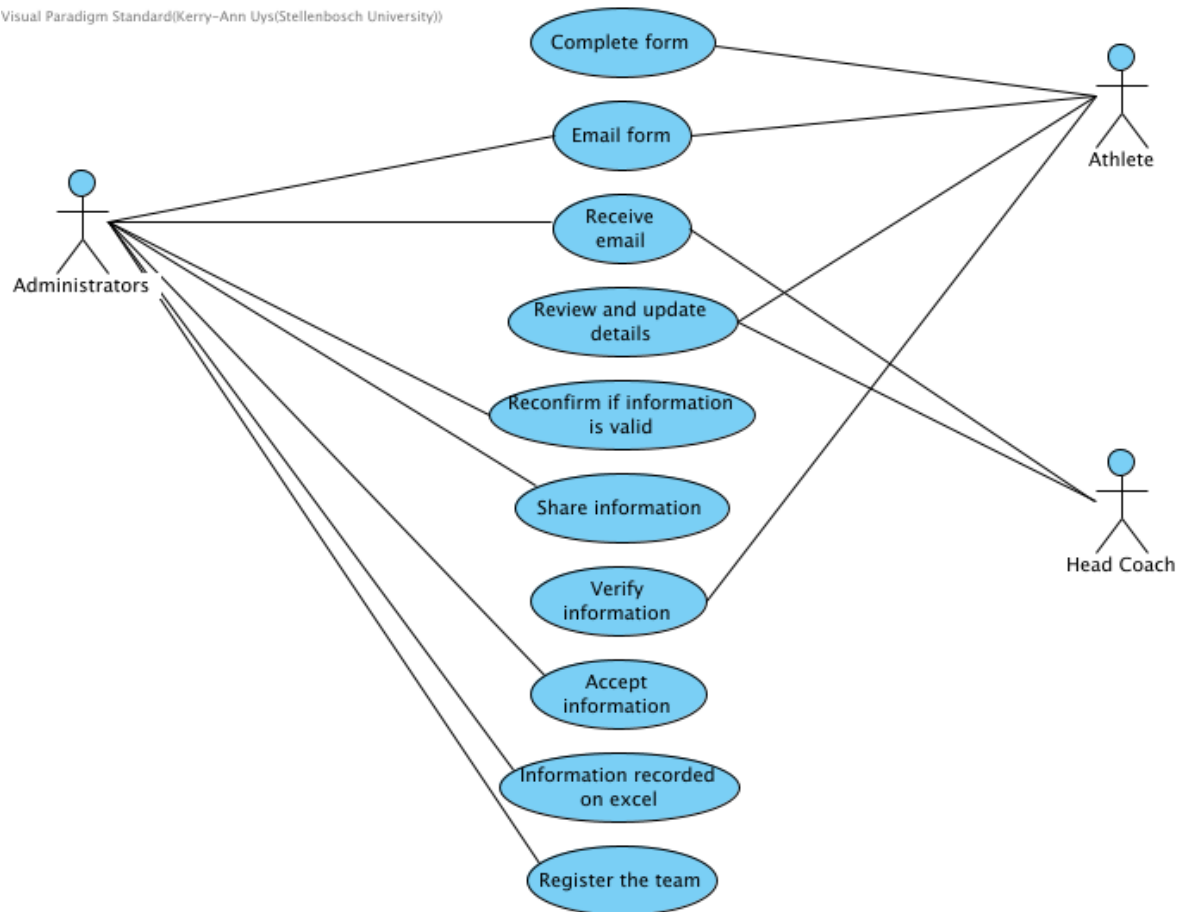 Visual Paradigm Standard(Kerry-Ann Uys(Stellenbosch University))
Complete form
Email form
Athlete
Receive
email
Administrators
Review and update
details
Reconfirm if information
is valid
Share information
Head Coach
Verify
information
Accept
information
Information recorded
on excel
Register the team